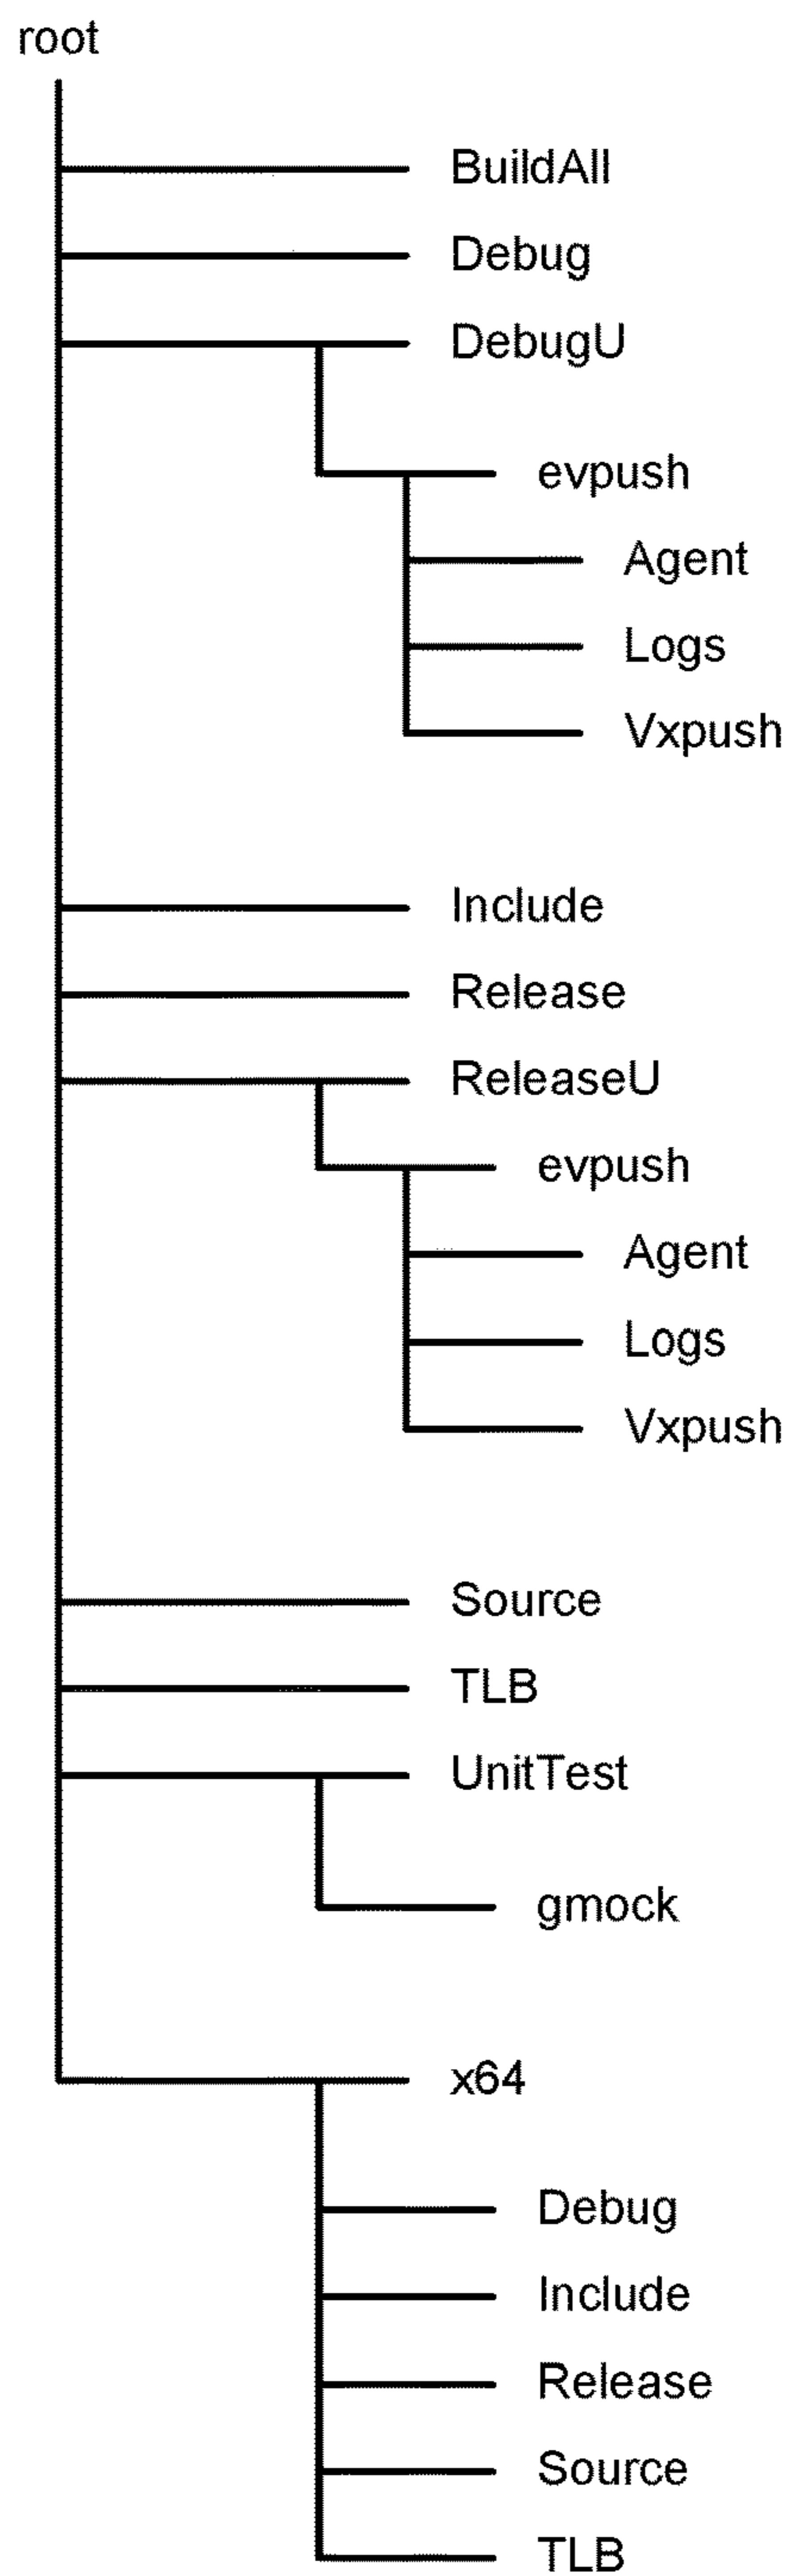 root
BuildAll
Debug
DebugU
evpush
Agent
Logs
Vxpush
Include
Release
ReleaseU
evpush
Agent
Logs
Vxpush
Source
TLB
UnitTest
gmock
x64
Debug
Include
Release
Source
TLB